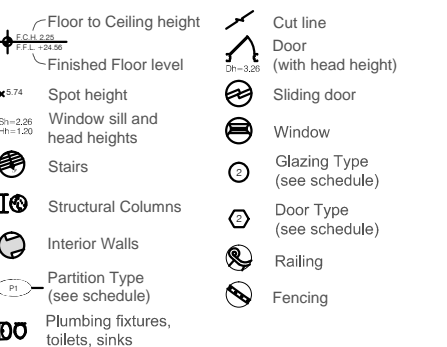 Floor to Ceiling height
F.C.H. 2.25
F.F.L. +24.56
Finished Floor level
5.74
Spot height
Sh=2.26
Hh=1.20
Window sill and
head heights
Stairs
Structural Columns
Interior Walls
P1
Partition Type
(see schedule)
Plumbing fixtures,
toilets, sinks
Cut line
Door
(with head height)
Dh=3.26
Sliding door
Window
2
Glazing Type
(see schedule)
2
Door Type
(see schedule)
Railing
Fencing